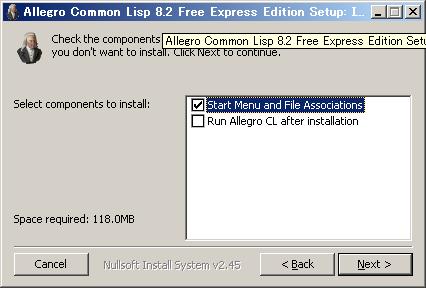 Allegro Common Lisp 8.2 Free Express Edition Setup: I...
Check the components
Allegro Common Lisp 8.2 Free Express Edition Setu
you don't want to install. Click Next to continue.
Select components to install:
Start Menu and File Associations
Run Allegro CL after installation
Space required: 118.0MB
Cancel
Nullsoft Install System v2.45
< Back
Next >